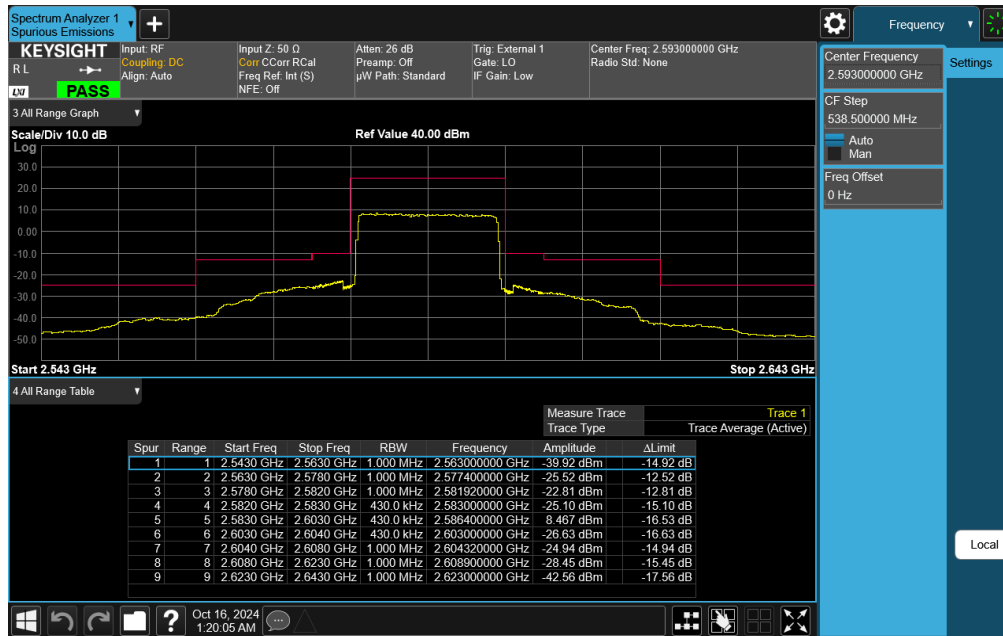 Spectrum Analyzer 1
Spurious Emissions
Frequency
KEYSIGHT
R L
LXI
PASS
Input: RF
Coupling: DC
Align: Auto
Input Z: 50 Ω
Corr CCorr RCal
Freq Ref: Int (S)
NFE: Off
Atten: 26 dB
Preamp: Off
µW Path: Standard
Trig: External 1
Gate: LO
IF Gain: Low
Center Freq: 2.593000000 GHz
Radio Std: None
Center Frequency
2.593000000 GHz
Settings
CF Step
538.500000 MHz
Auto
Man
Freq Offset
0 Hz
Local
3 All Range Graph
Scale/Div 10.0 dB
Ref Value 40.00 dBm
Log
30.0
20.0
10.0
0.00
-10.0
-20.0
-30.0
-40.0
-50.0
Start 2.543 GHz
Stop 2.643 GHz
4 All Range Table
Measure Trace Trace 1
Trace Type Trace Average (Active)
Spur Range Start Freq Stop Freq RBW Frequency Amplitude ΔLimit
1 1 2.5430 GHz 2.5630 GHz 1.000 MHz 2.563000000 GHz -39.92 dBm -14.92 dB
2 2 2.5630 GHz 2.5780 GHz 1.000 MHz 2.577400000 GHz -25.52 dBm -12.52 dB
3 3 2.5780 GHz 2.5820 GHz 1.000 MHz 2.581920000 GHz -22.81 dBm -12.81 dB
4 4 2.5820 GHz 2.5830 GHz 430.0 kHz 2.583000000 GHz -25.10 dBm -15.10 dB
5 5 2.5830 GHz 2.6030 GHz 430.0 kHz 2.586400000 GHz 8.467 dBm -16.53 dB
6 6 2.6030 GHz 2.6040 GHz 430.0 kHz 2.603000000 GHz -26.63 dBm -16.63 dB
7 7 2.6040 GHz 2.6080 GHz 1.000 MHz 2.604320000 GHz -24.94 dBm -14.94 dB
8 8 2.6080 GHz 2.6230 GHz 1.000 MHz 2.608900000 GHz -28.45 dBm -15.45 dB
9 9 2.6230 GHz 2.6430 GHz 1.000 MHz 2.623000000 GHz -42.56 dBm -17.56 dB
?
Oct 16, 2024
1:20:05 AM